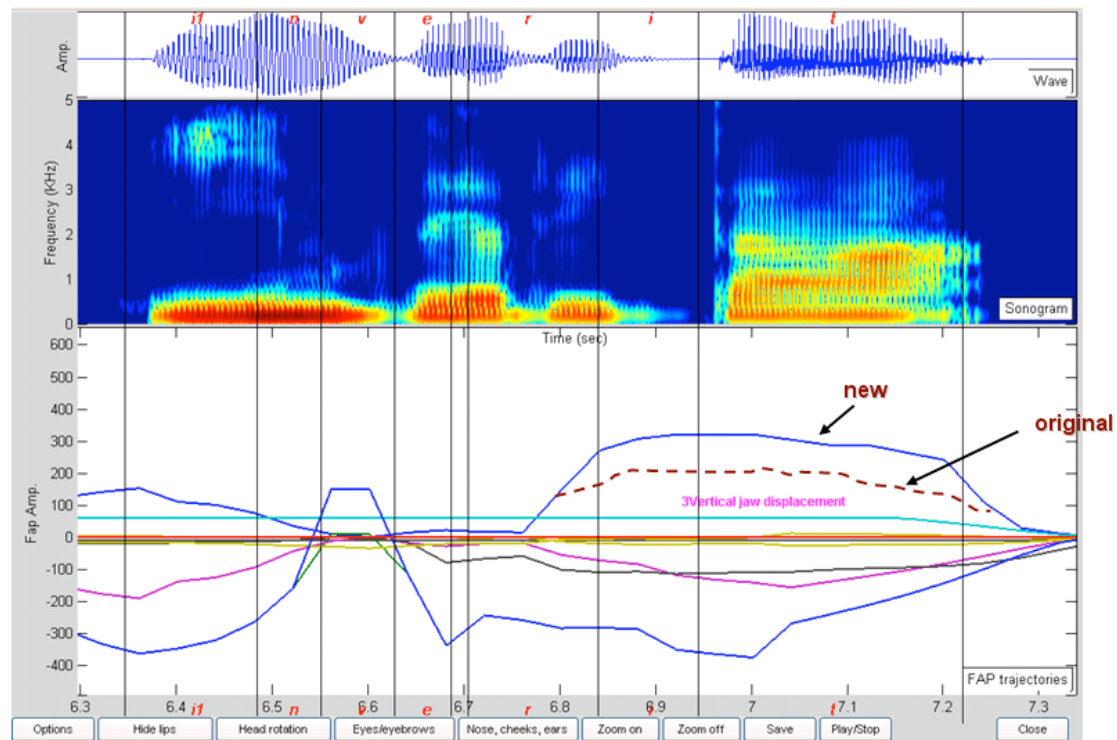 i1 n v e r i t
Amp.
Wave
5
4
3
2
1
0
Frequency (KHz)
Sonogram
Time (sec)
600
500
400
300
200
100
0
-100
-200
-300
-400
Fap Amp.
new
original
3Vertical jaw displacement
FAP trajectories
6.3 6.4 6.5 6.6 6.7 6.8 6.9 7 7.1 7.2 7.3
i1 n v e r i t
Options Hide lips Head rotation Eyes/eyebrows Nose, cheeks, ears Zoom on Zoom off Save Play/Stop Close